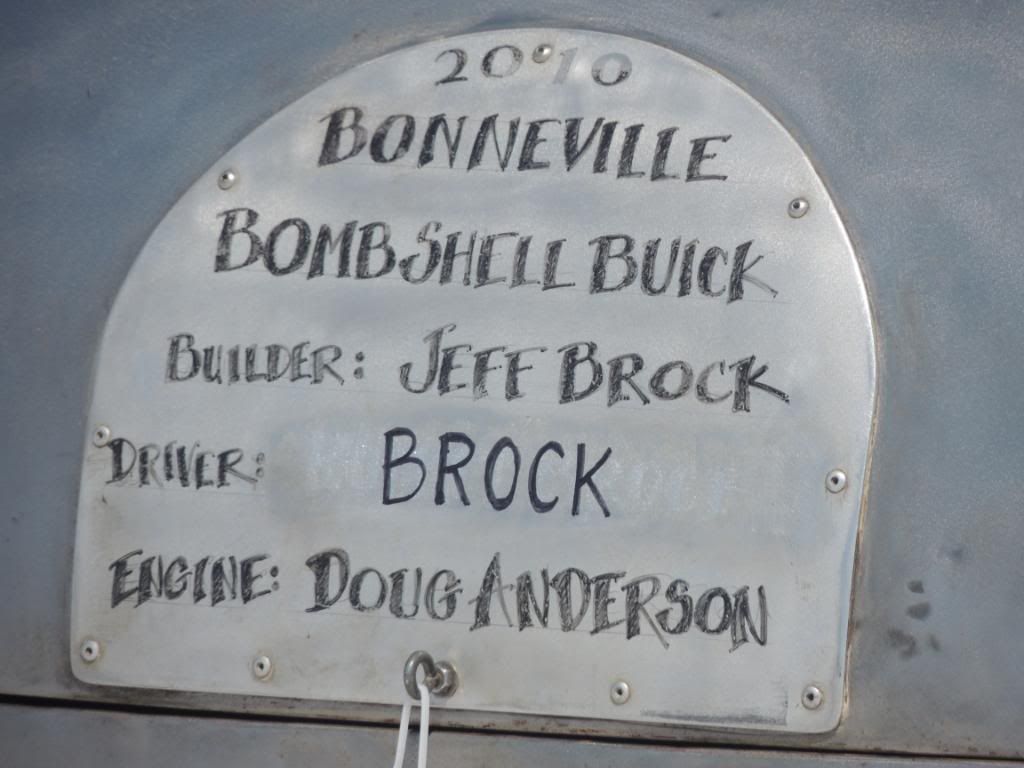 2010
BONNEVILLE
BOMBSHELL BUICK
BUILDER: JEFF BROCK
DRIVER: BROCK
ENGINE: DOUG ANDERSON